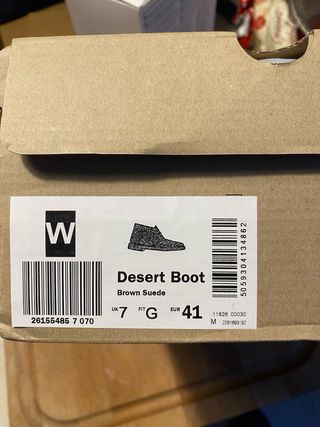 W
Desert Boot
Brown Suede
UK 7 FIT G EUR 41
26155485 7 070
5059304134862
11826 00030
M